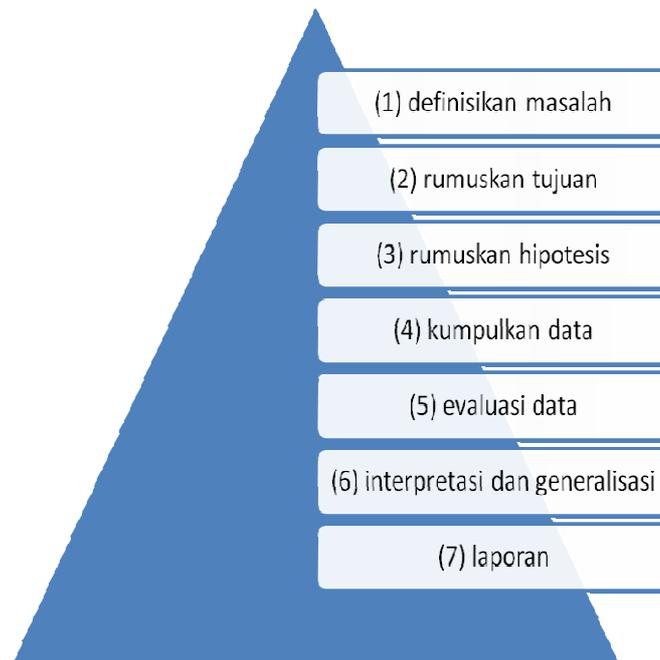 (1) definisikan masalah
(2) rumuskan tujuan
(3) rumuskan hipotesis
(4) kumpulkan data
(5) evaluasi data
(6) interpretasi dan generalisasi
(7) laporan